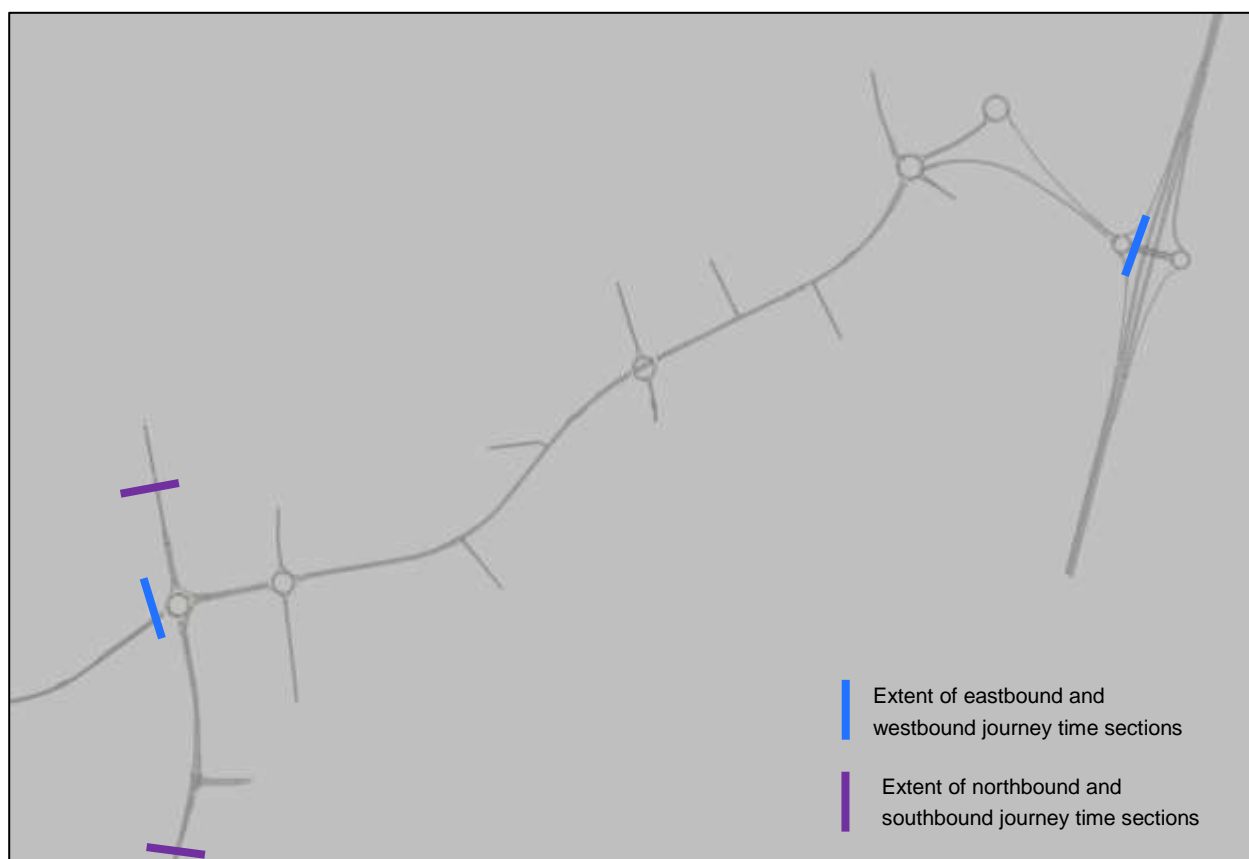 Extent of eastbound and
westbound journey time sections
Extent of northbound and
southbound journey time sections